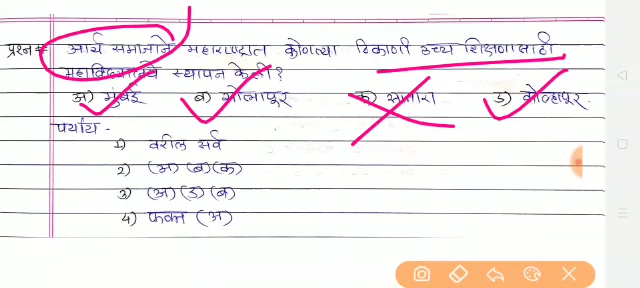 प्रश्न * आर्य समाजाने महाराष्ट्रात कोणत्या ठिकाणी उच्च शिक्षणासाठी
महाविद्यालये स्थापन केली?
अ) मुंबई ब) सोलापूर क) सातारा ड) कोल्हापूर.
पर्याय -
1) वरील सर्व
2) (अ) (ब) (क)
3) (अ) (ड) (ब)
4) फक्त (अ)